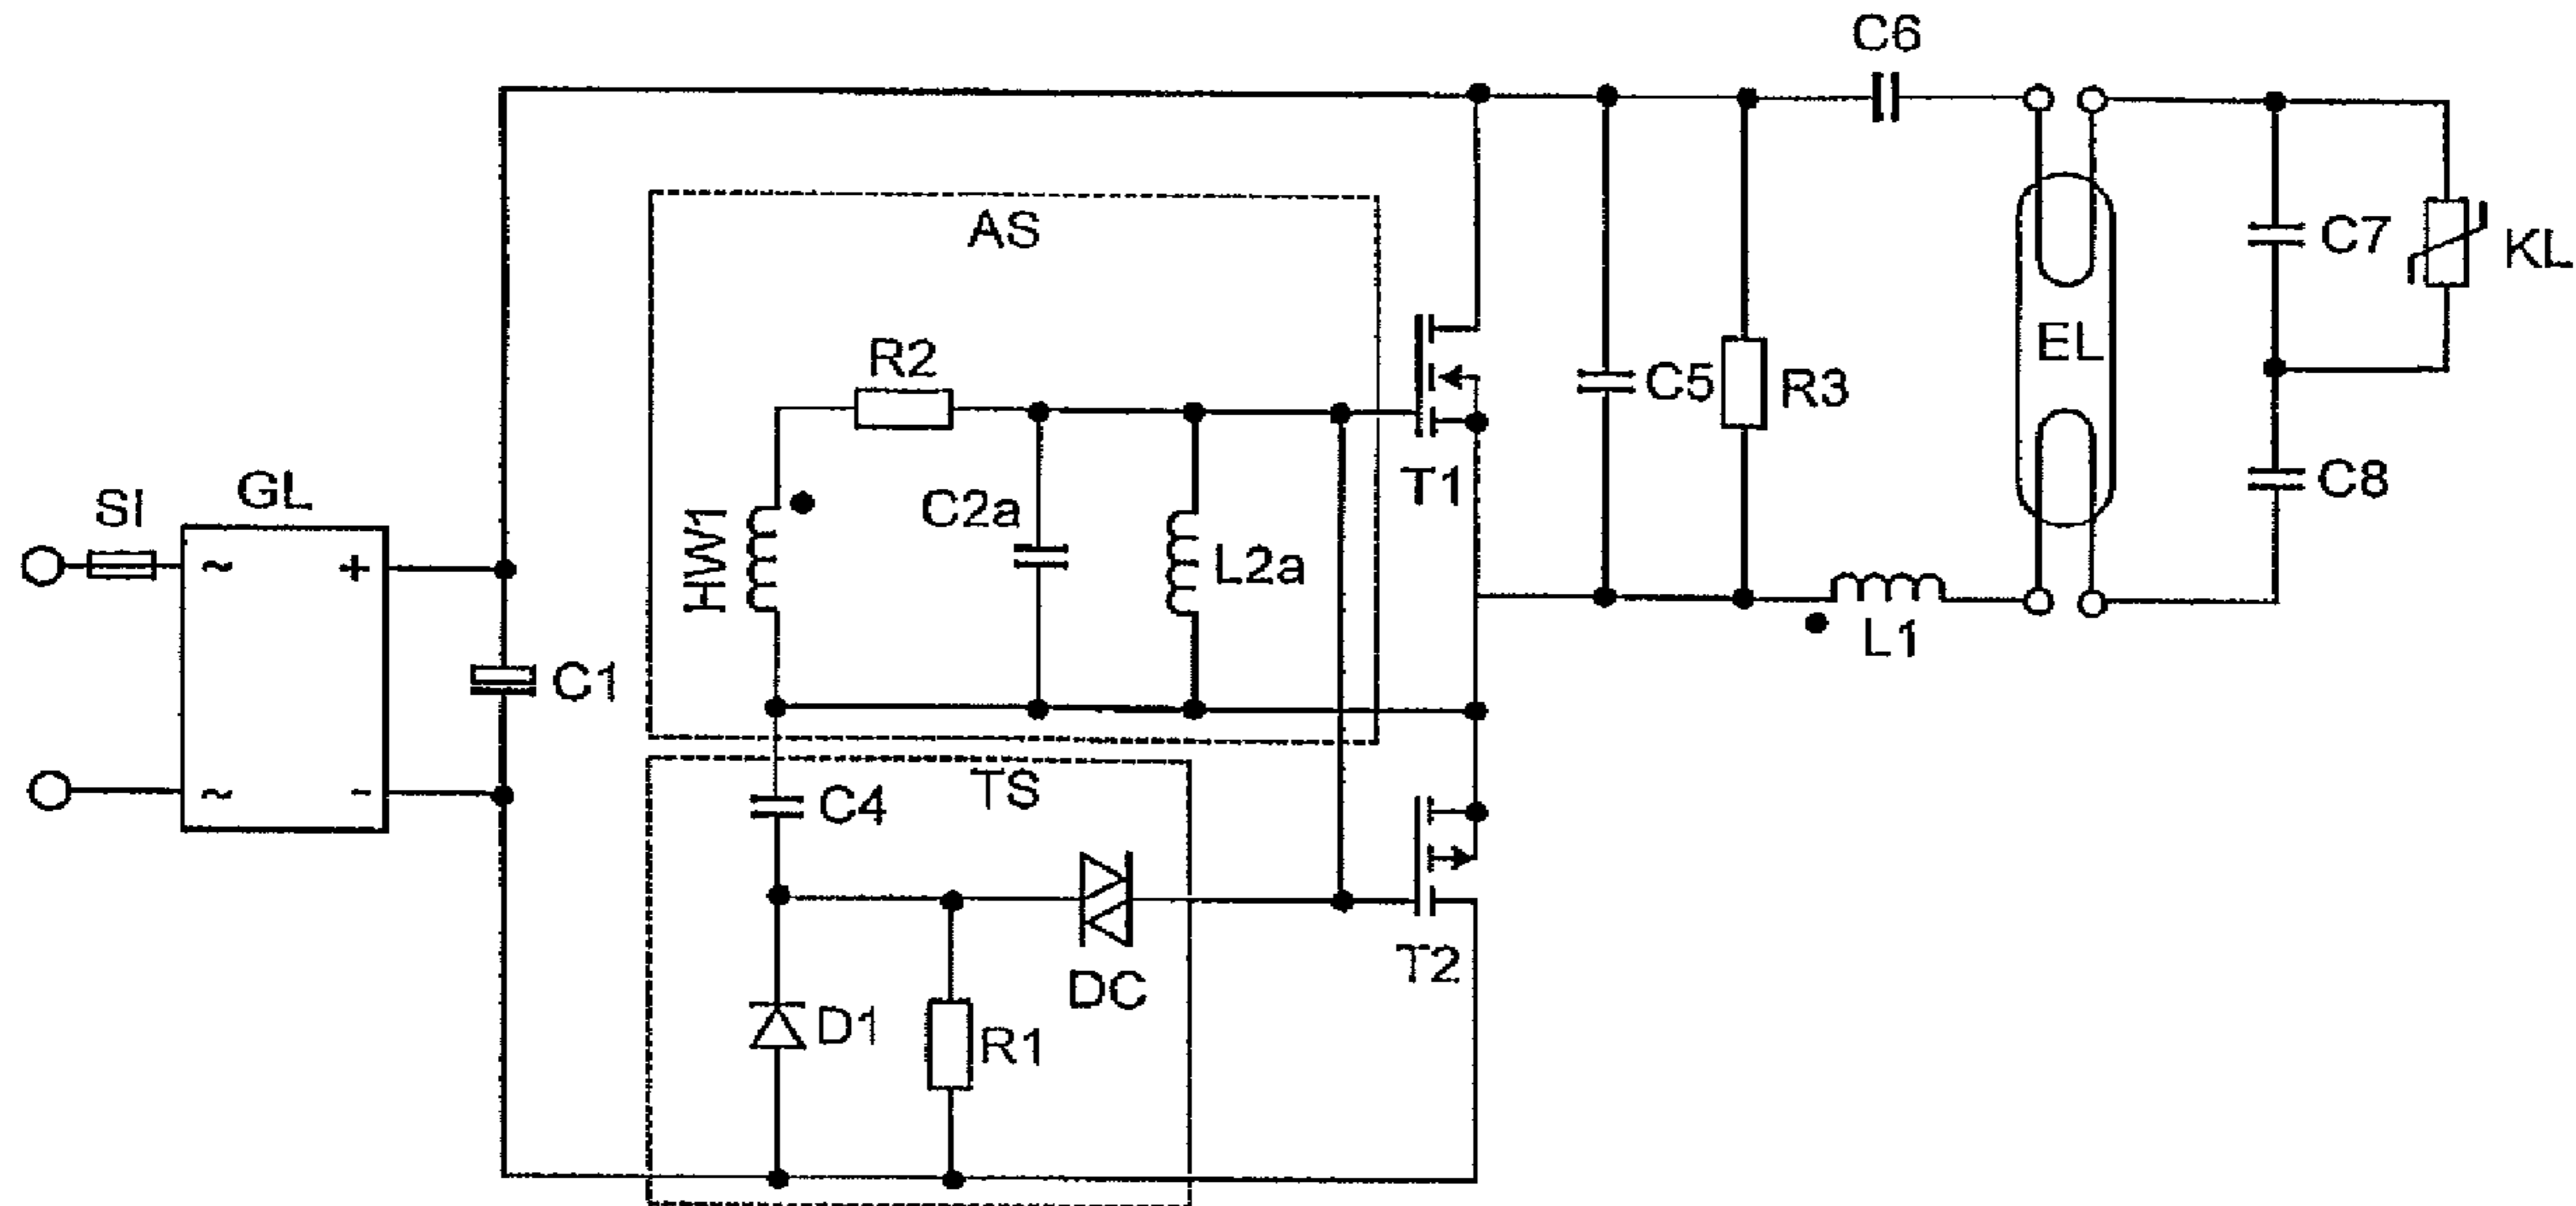 C6
AS
C7
KL
R2
EL
C5
R3
T1
GL
SI
C2a
C8
HW1
L2a
~
+
L1
C1
~
-
TS
C4
T2
DC
D1
R1